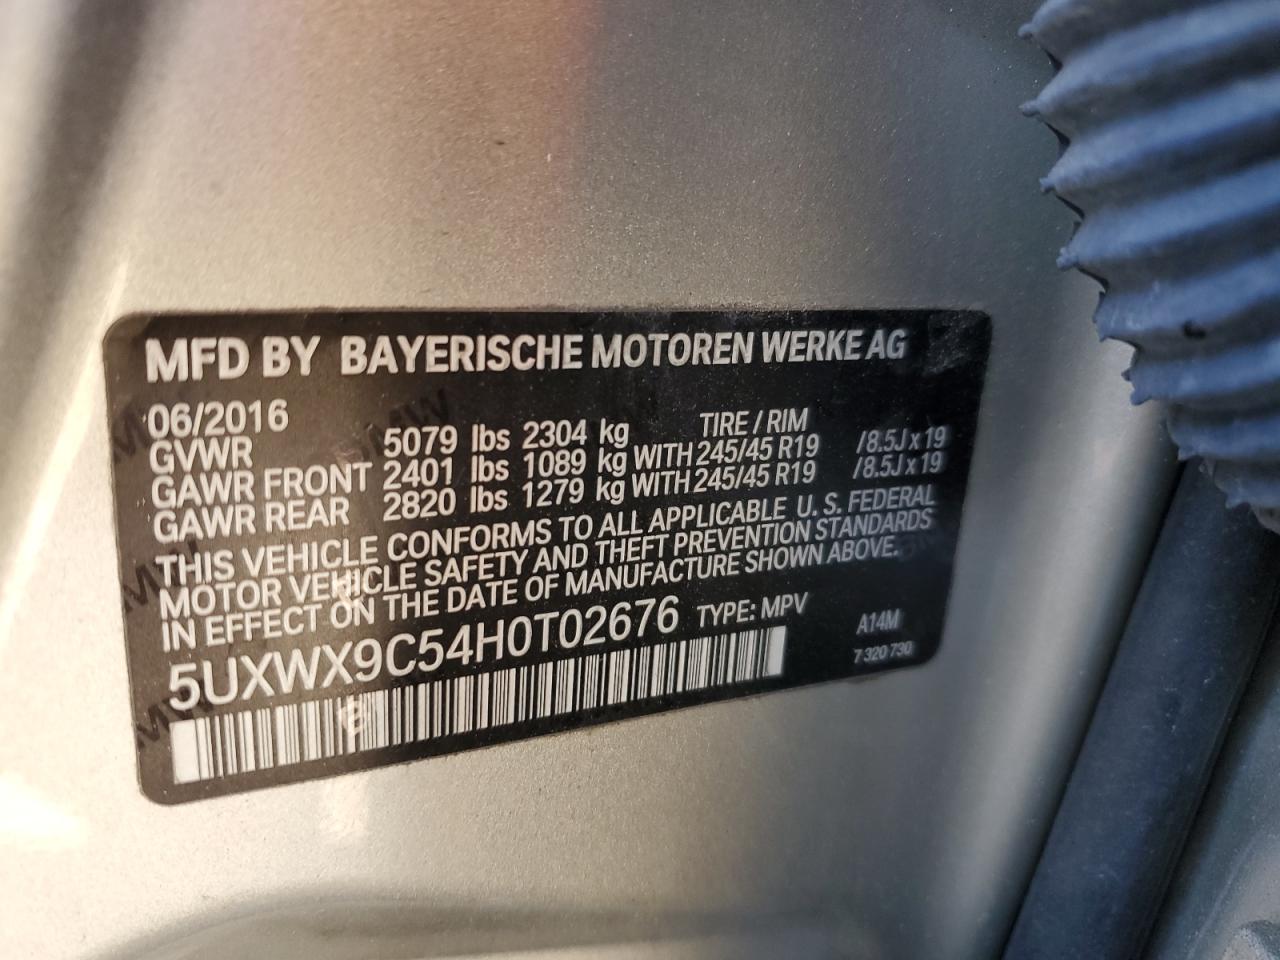 MFD BY BAYERISCHE MOTOREN WERKE AG
06/2016 TIRE / RIM
GVWR 5079 lbs 2304 kg
GAWR FRONT 2401 lbs 1089 kg WITH 245/45 R19 /8.5J x 19
GAWR REAR 2820 lbs 1279 kg WITH 245/45 R19 /8.5J x 19
THIS VEHICLE CONFORMS TO ALL APPLICABLE U. S. FEDERAL
MOTOR VEHICLE SAFETY AND THEFT PREVENTION STANDARDS
IN EFFECT ON THE DATE OF MANUFACTURE SHOWN ABOVE.
5UXWX9C54H0T02676 TYPE: MPV A14M
7 320 730